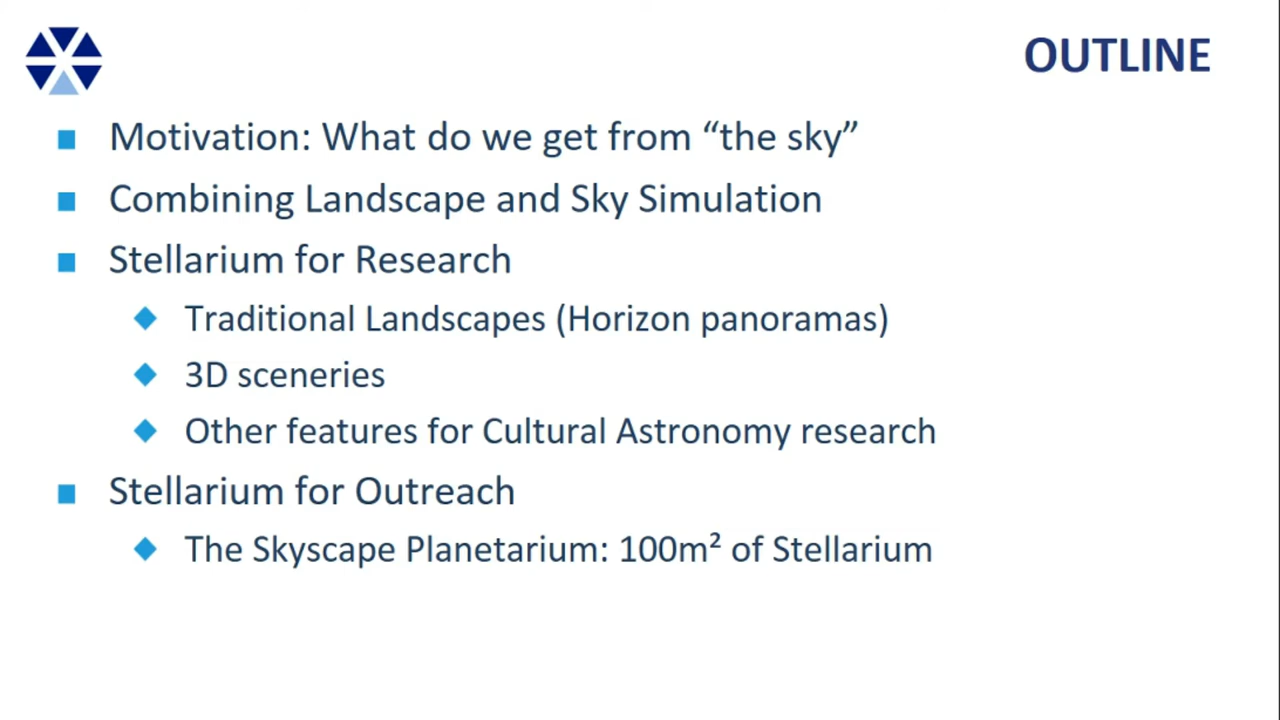 OUTLINE
Motivation: What do we get from “the sky”
Combining Landscape and Sky Simulation
Stellarium for Research
Traditional Landscapes (Horizon panoramas)
3D sceneries
Other features for Cultural Astronomy research
Stellarium for Outreach
The Skyscape Planetarium: 100m² of Stellarium